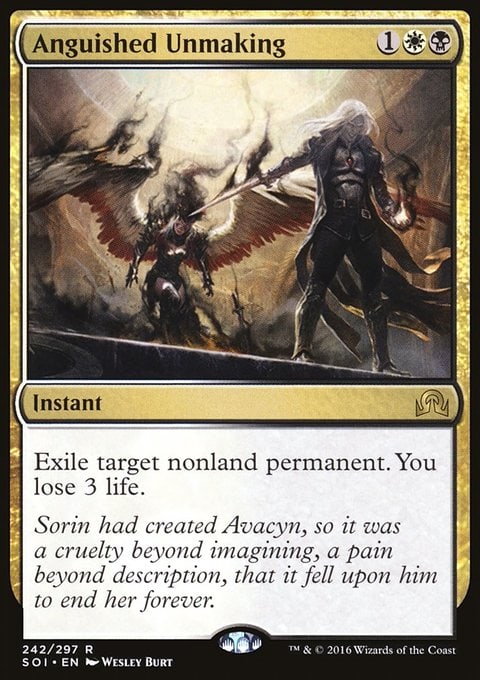 Anguished Unmaking 1
Instant
Exile target nonland permanent. You
lose 3 life.
Sorin had created Avacyn, so it was
a cruelty beyond imagining, a pain
beyond description, that it fell upon him
to end her forever.
242/297 R
SOI • EN Wesley Burt
™ & © 2016 Wizards of the Coast